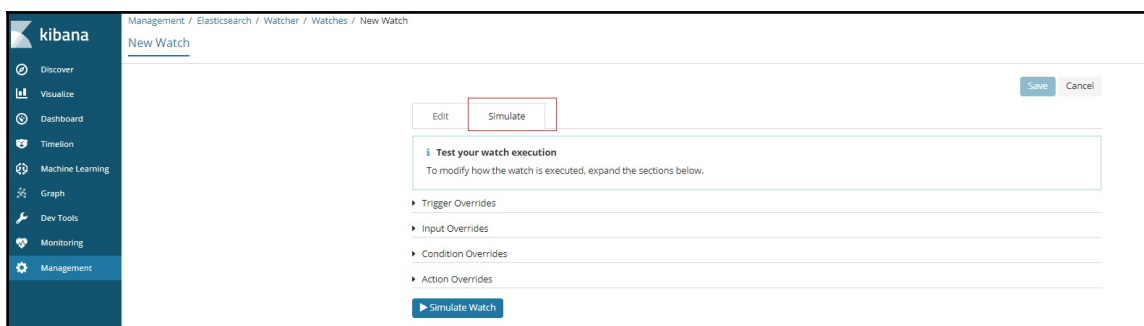 Management / Elasticsearch / Watcher / Watches / New Watch
kibana
New Watch
Discover
Visualize
Dashboard
Timelion
Machine Learning
Graph
Dev Tools
Monitoring
Management
Save Cancel
Edit Simulate
i Test your watch execution
To modify how the watch is executed, expand the sections below.
Trigger Overrides
Input Overrides
Condition Overrides
Action Overrides
Simulate Watch